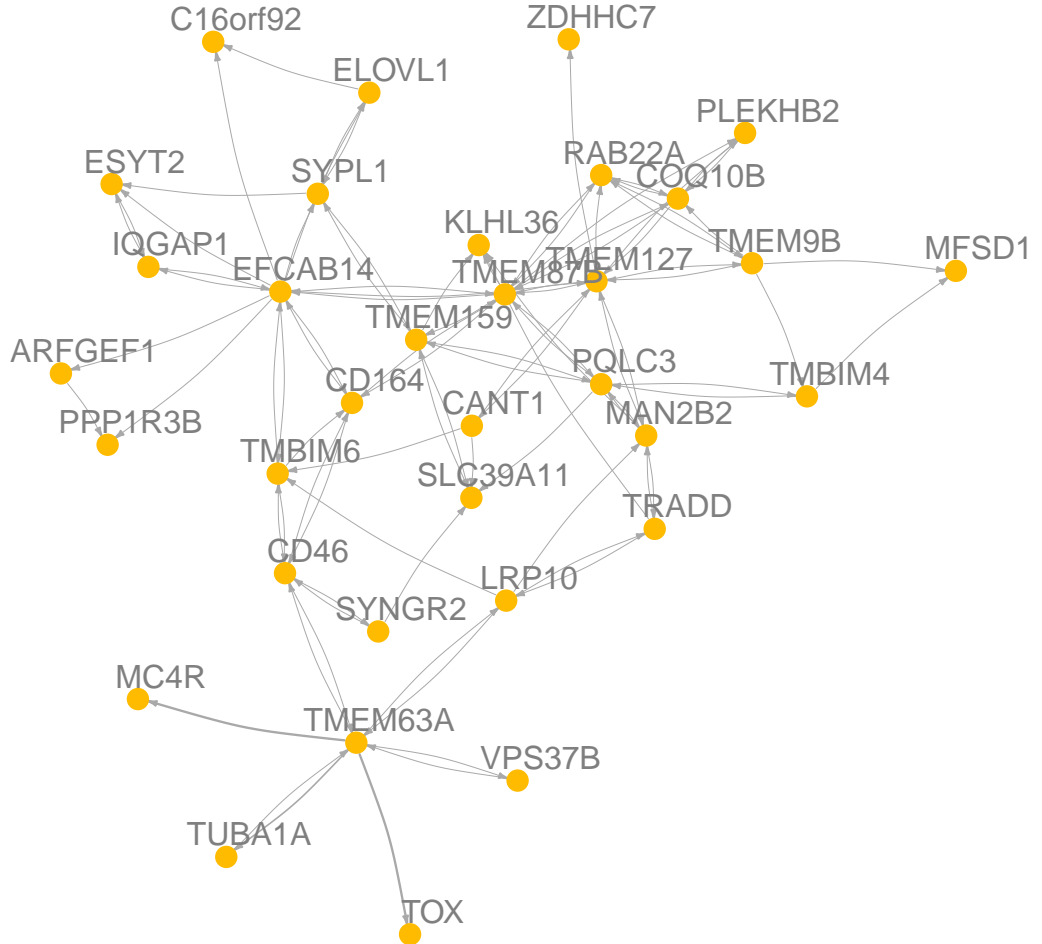 C16orf92
ZDHHC7
ELOVL1
PLEKHB2
ESYT2
SYPL1
RAB22A
COQ10B
KLHL36
IQGAP1
EFCAB14
TMEM87B
TMEM127
TMEM9B
MFSD1
TMEM159
ARFGEF1
CD164
PQLC3
TMBIM4
CANT1
MAN2B2
PPP1R3B
TMBIM6
SLC39A11
TRADD
CD46
LRP10
SYNGR2
MC4R
TMEM63A
VPS37B
TUBA1A
TOX